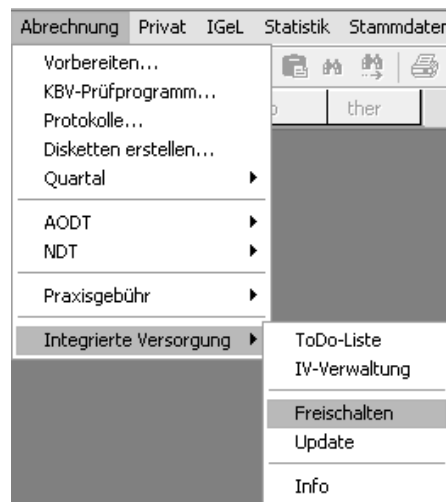 Abrechnung Privat IGeL Statistik Stammdaten
Vorbereiten...
KBV-Prüfprogramm...
Protokolle...
Disketten erstellen...
Quartal
ther
AODT
NDT
Praxisgebühr
Integrierte Versorgung
ToDo-Liste
IV-Verwaltung
Freischalten
Update
Info